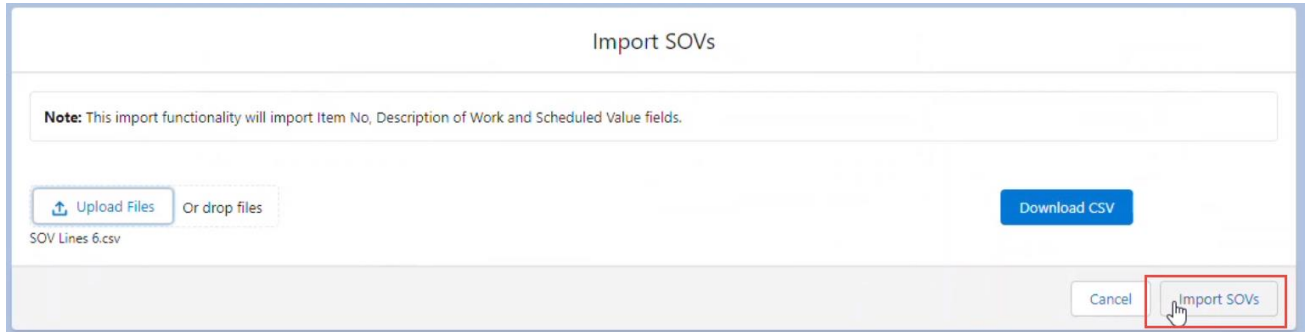 Import SOVs
Note: This import functionality will import Item No, Description of Work and Scheduled Value fields.
Upload Files Or drop files Download CSV
SOV Lines 6.csv
Cancel Import SOVs